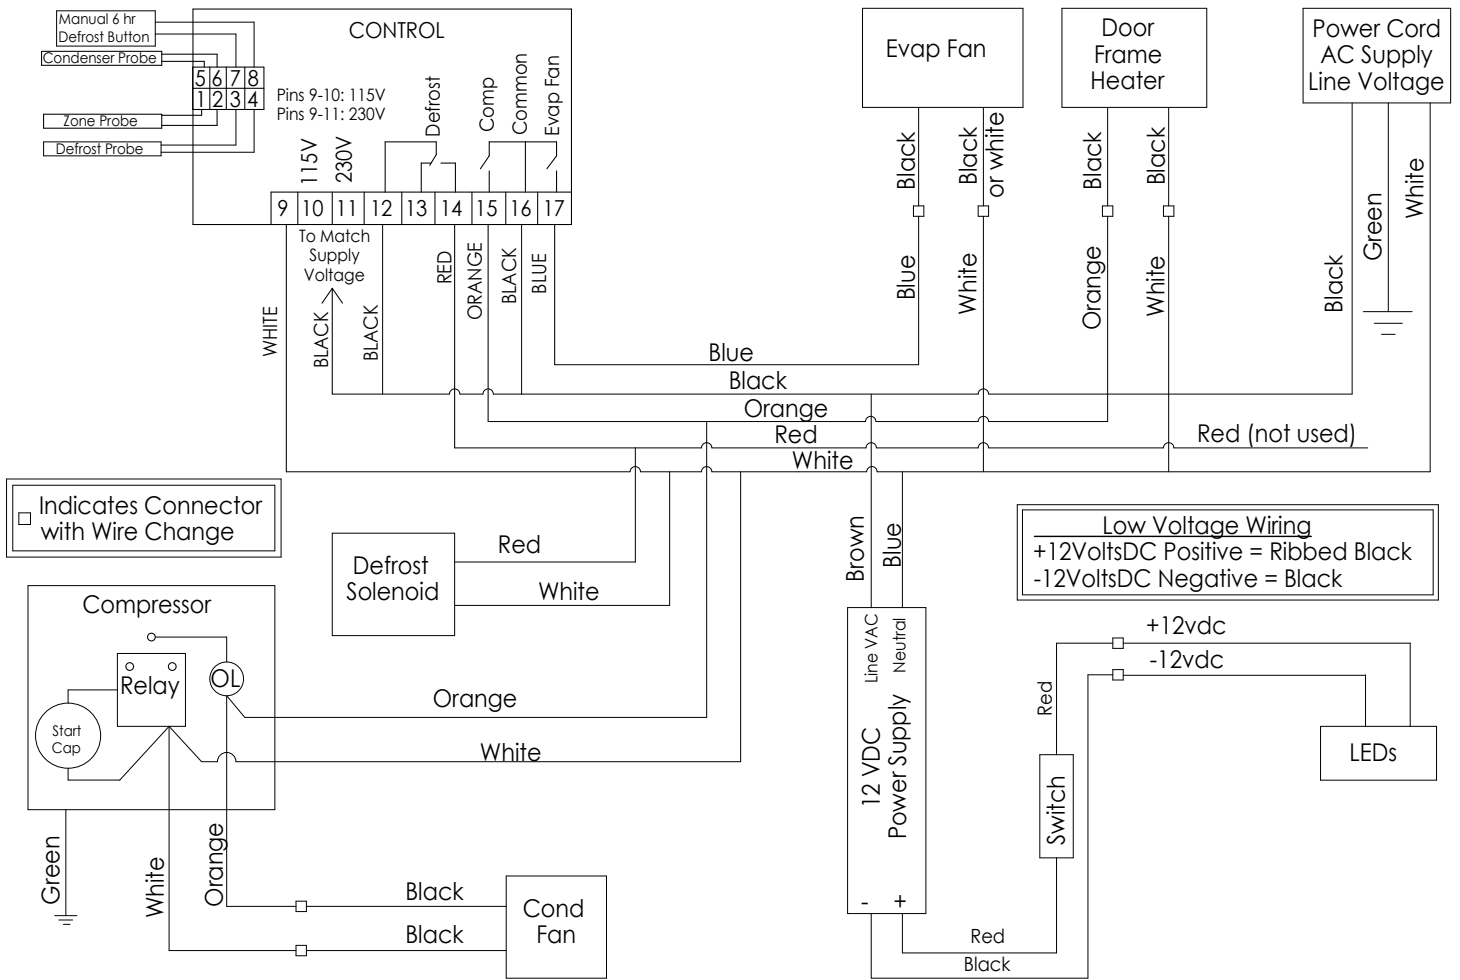 Manual 6 hr
Defrost Button
Condenser Probe
Zone Probe
Defrost Probe
5 6 7 8
1 2 3 4
CONTROL
Pins 9-10: 115V
Pins 9-11: 230V
115V
230V
Defrost
Comp
Common
Evap Fan
9 10 11 12 13 14 15 16 17
To Match
Supply
Voltage
WHITE
BLACK
BLACK
RED
ORANGE
BLACK
BLUE
Evap Fan
Black
Black
or white
Blue
White
Door
Frame
Heater
Black
Black
Orange
White
Power Cord
AC Supply
Line Voltage
Black
Green
White
Blue
Black
Orange
Red
Red (not used)
White
Indicates Connector
with Wire Change
Defrost
Solenoid
Red
White
Brown
Blue
Low Voltage Wiring
+12VoltsDC Positive = Ribbed Black
-12VoltsDC Negative = Black
Compressor
Relay
OL
Start
Cap
Orange
White
Green
White
Orange
Black
Black
Cond
Fan
Line VAC
Neutral
12 VDC
Power Supply
- +
Red
Black
Red
Switch
+12vdc
-12vdc
LEDs